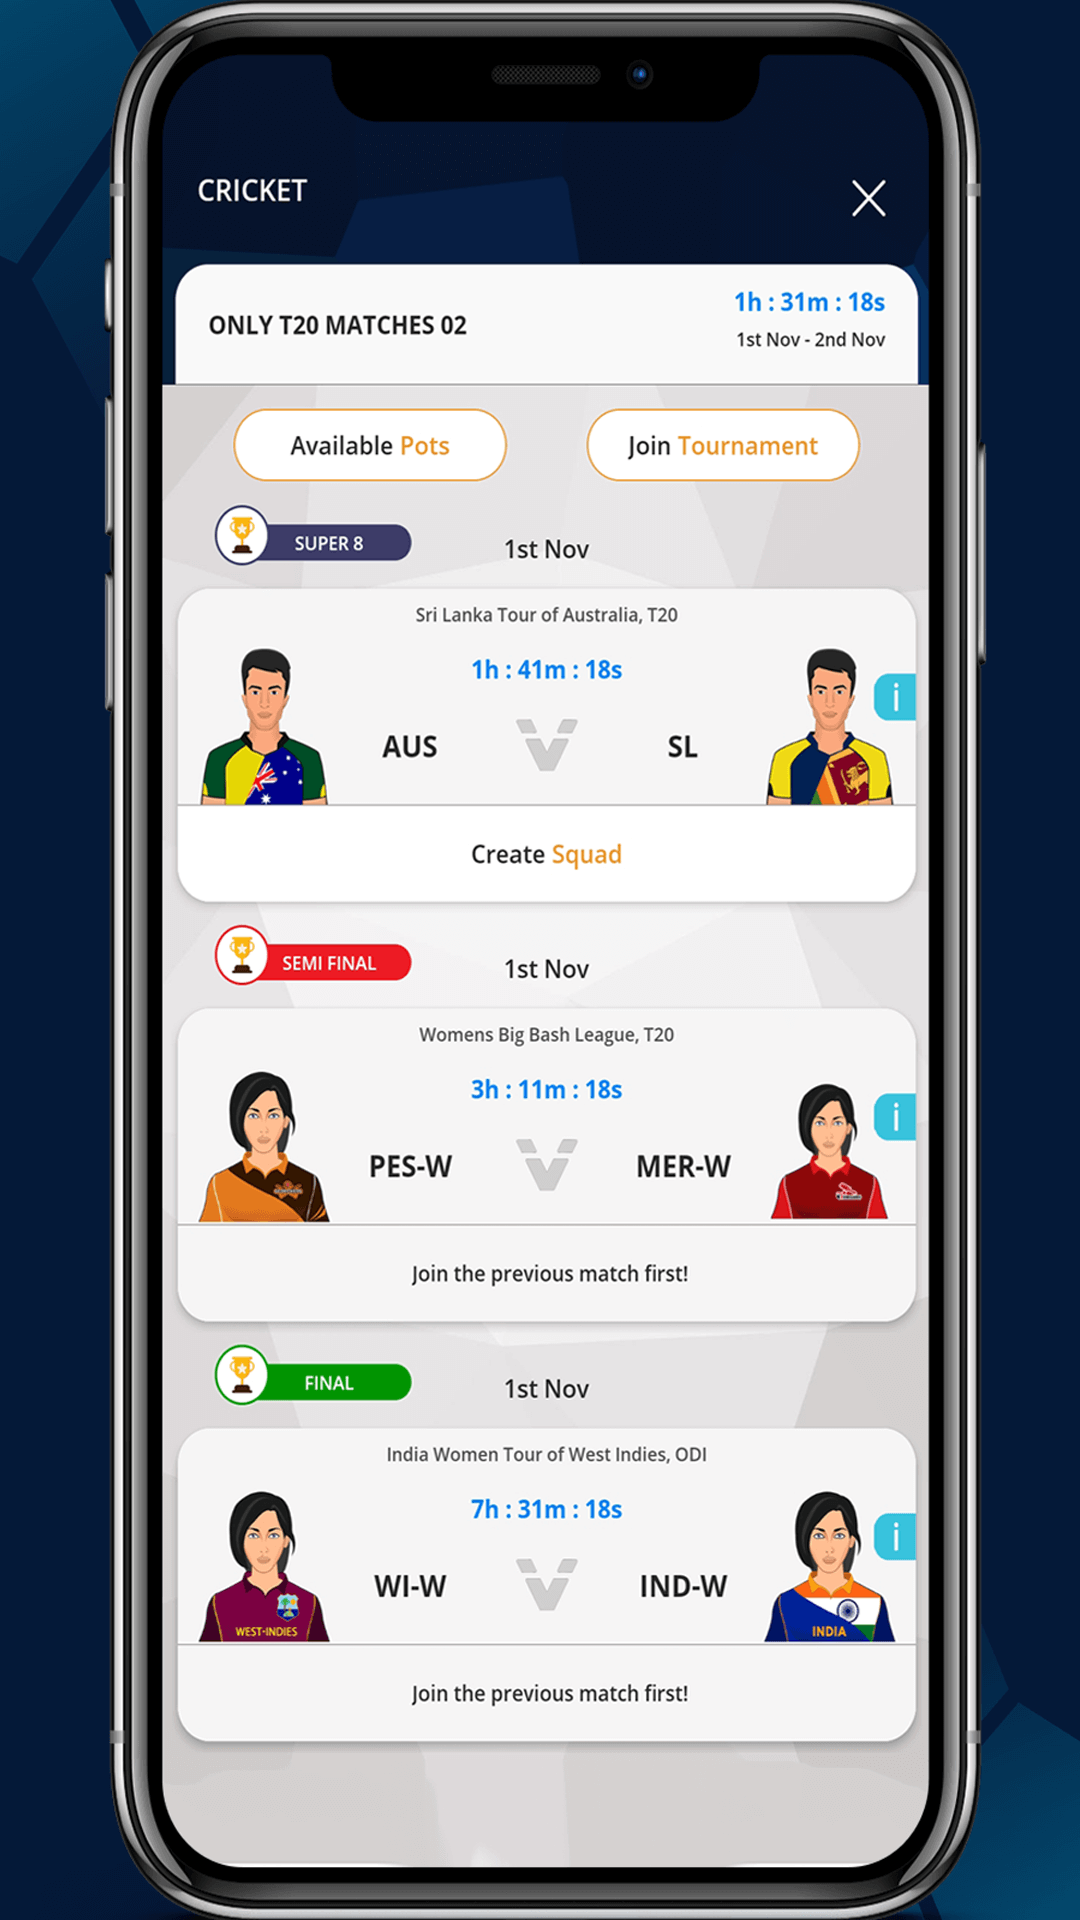 CRICKET
ONLY T20 MATCHES 02
1h : 31m : 18s
1st Nov - 2nd Nov
Available Pots
Join Tournament
SUPER 8
1st Nov
Sri Lanka Tour of Australia, T20
1h : 41m : 18s
AUS
SL
i
Create Squad
SEMI FINAL
1st Nov
Womens Big Bash League, T20
3h : 11m : 18s
PES-W
MER-W
i
Join the previous match first!
FINAL
1st Nov
India Women Tour of West Indies, ODI
7h : 31m : 18s
WI-W
IND-W
i
WEST-INDIES
INDIA
Join the previous match first!